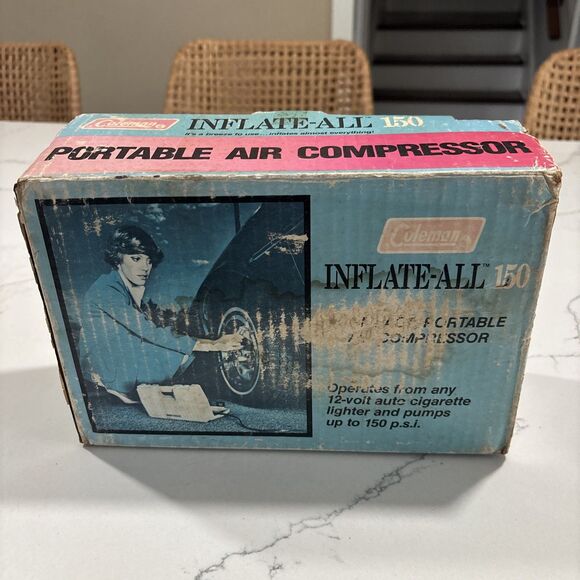 Coleman
INFLATE-ALL 150
It's a breeze to use...inflates almost everything!
PORTABLE AIR COMPRESSOR
Coleman
INFLATE-ALL™ 150
PORTABLE
COMPRESSOR
Operates from any
12-volt auto cigarette
lighter and pumps
up to 150 p.s.i.